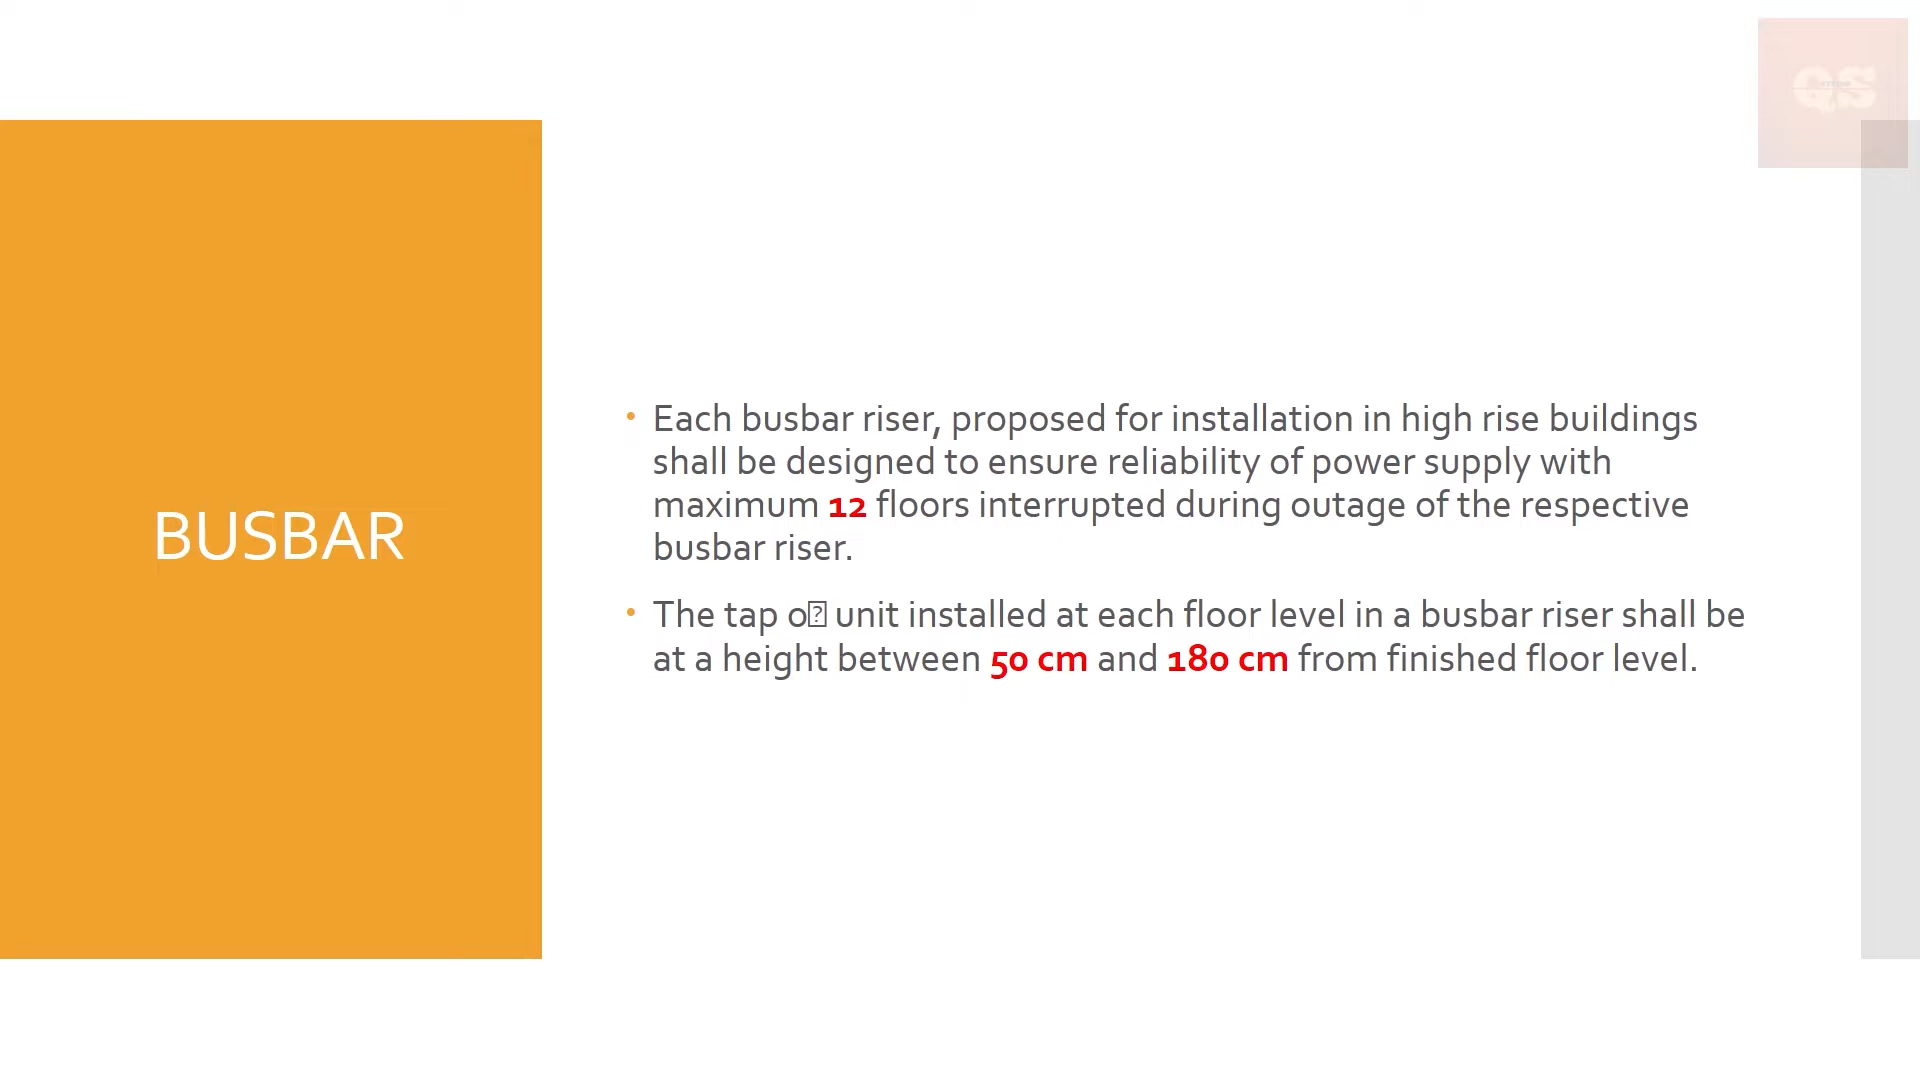 QS
BUSBAR
• Each busbar riser, proposed for installation in high rise buildings
shall be designed to ensure reliability of power supply with
maximum 12 floors interrupted during outage of the respective
busbar riser.
• The tap o⍰ unit installed at each floor level in a busbar riser shall be
at a height between 50 cm and 180 cm from finished floor level.